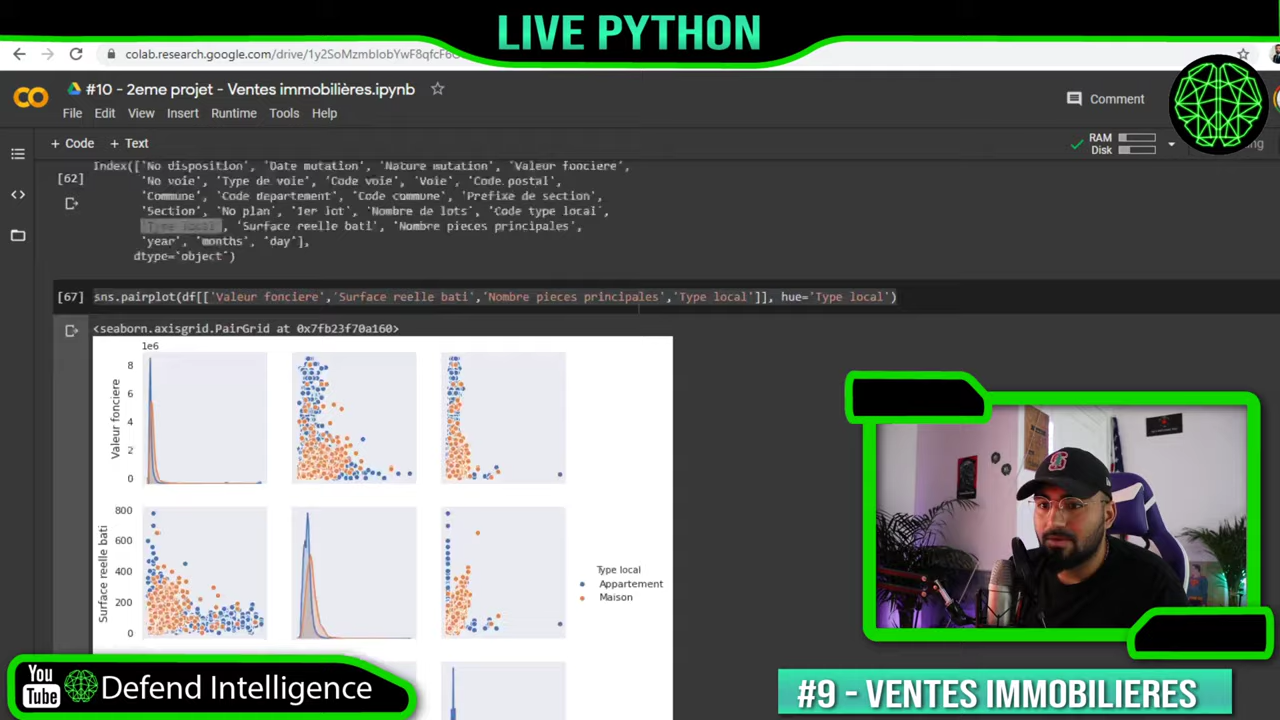 LIVE PYTHON
colab.research.google.com/drive/1y2SoMzmblobYwF8qfcF6
#10 - 2eme projet - Ventes immobilières.ipynb
Comment
File Edit View Insert Runtime Tools Help
+ Code + Text
RAM
Disk
Index(['No disposition', 'Date mutation', 'Nature mutation', 'Valeur fonciere',
[62]
'No voie', 'Type de voie', 'Code voie', 'Voie', 'Code postal',
'Commune', 'Code departement', 'Code commune', 'Prefixe de section',
'Section', 'No plan', '1er lot', 'Nombre de lots', 'Code type local',
'Type local', 'Surface reelle bati', 'Nombre pieces principales',
'year', 'months', 'day'],
dtype='object')
[67] sns.pairplot(df[['Valeur fonciere','Surface reelle bati','Nombre pieces principales','Type local']], hue='Type local')
<seaborn.axisgrid.PairGrid at 0x7fb23f70a160>
1e6
Valeur fonciere
8
6
4
2
0
Surface reelle bati
800
600
400
200
0
Type local
Appartement
Maison
You Tube
Defend Intelligence
#9 - VENTES IMMOBILIERES